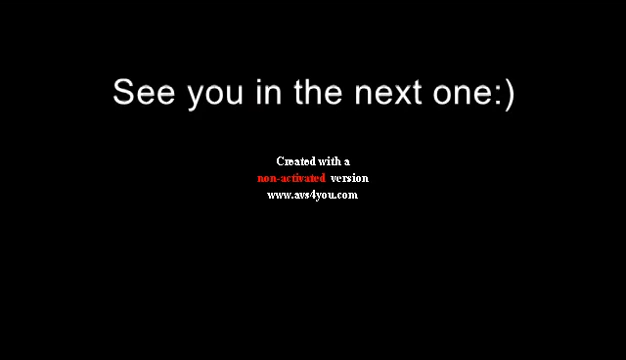 See you in the next one:)
Created with a
non-activated version
www.avs4you.com